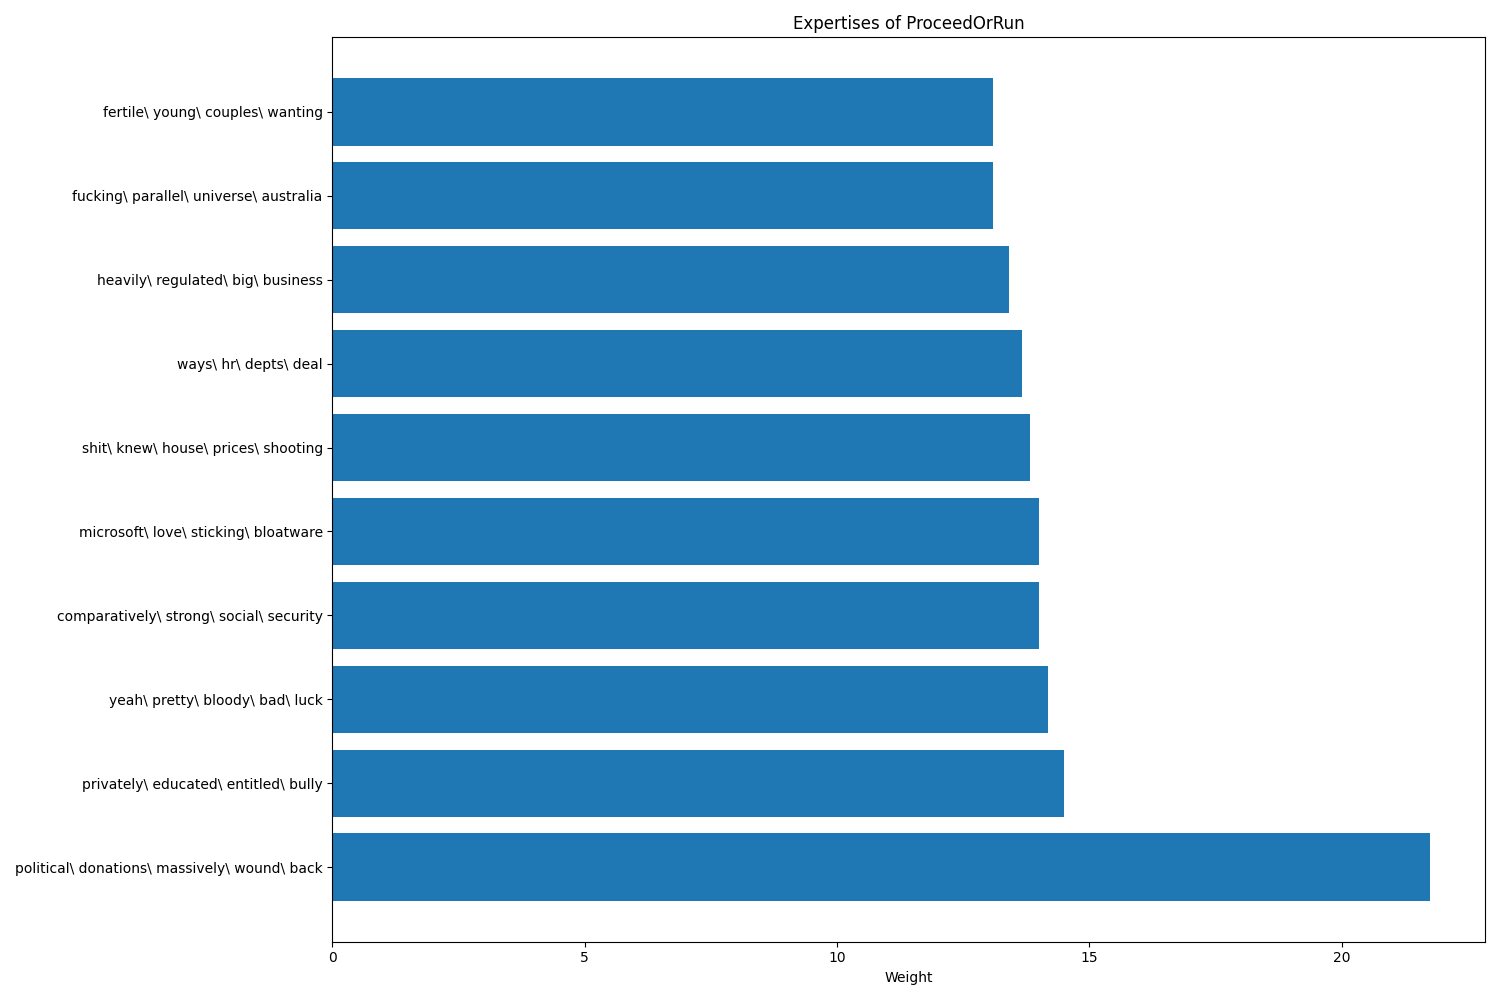 Expertises of ProceedOrRun
fertile\ young\ couples\ wanting
fucking\ parallel\ universe\ australia
heavily\ regulated\ big\ business
ways\ hr\ depts\ deal
shit\ knew\ house\ prices\ shooting
microsoft\ love\ sticking\ bloatware
comparatively\ strong\ social\ security
yeah\ pretty\ bloody\ bad\ luck
privately\ educated\ entitled\ bully
political\ donations\ massively\ wound\ back
0 5 10 15 20
Weight